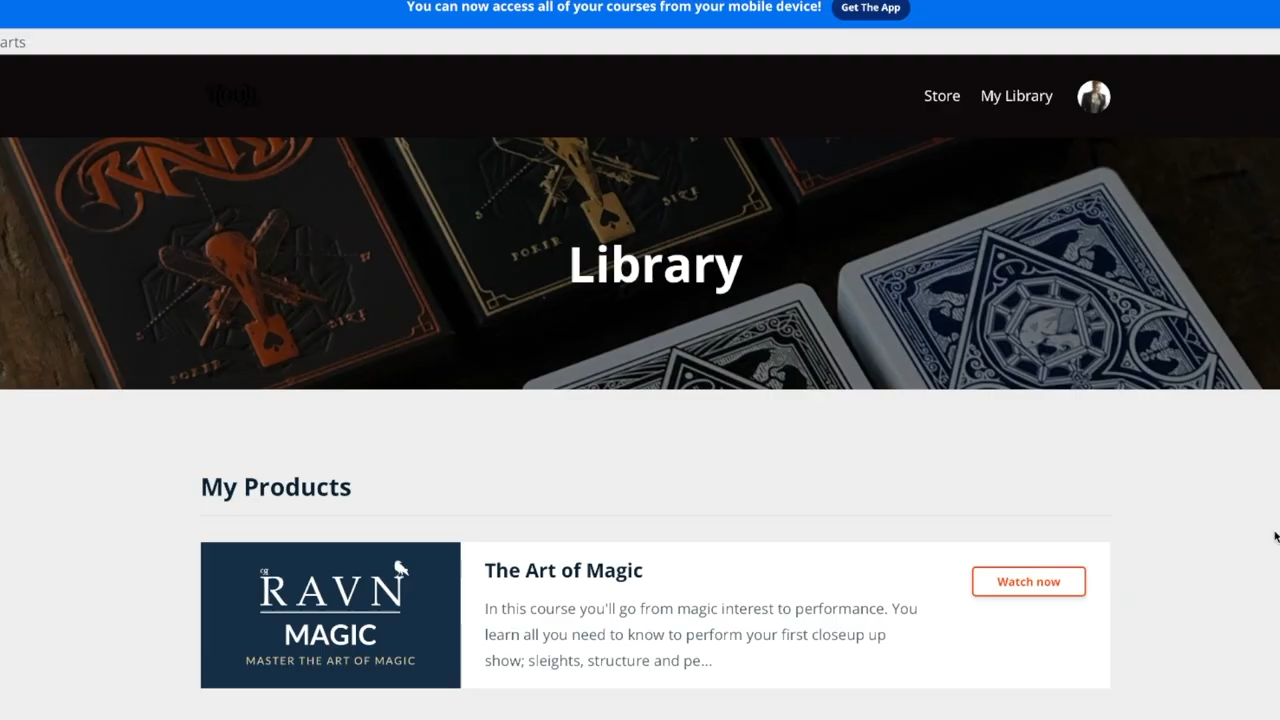 You can now access all of your courses from your mobile device!
Get The App
arts
Store
My Library
POKER
POKER
Library
My Products
cg
RAVN
MAGIC
MASTER THE ART OF MAGIC
The Art of Magic
Watch now
In this course you'll go from magic interest to performance. You
learn all you need to know to perform your first closeup up
show; sleights, structure and pe...